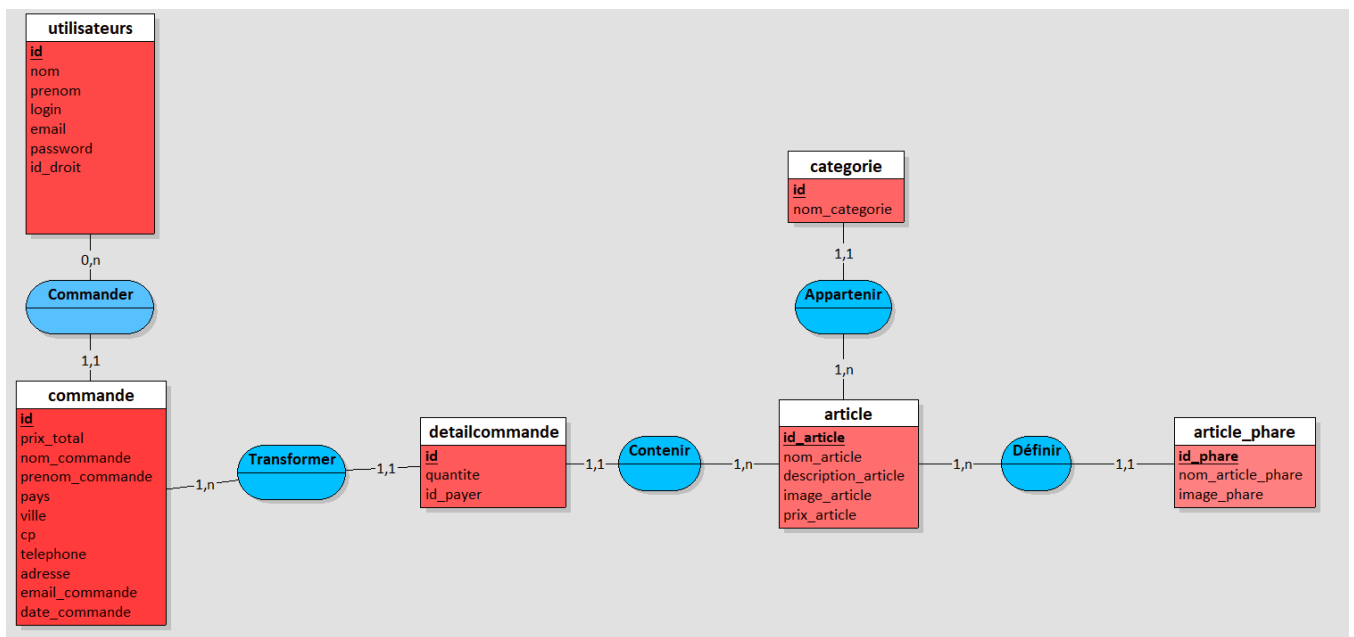 utilisateurs
id
nom
prenom
login
email
password
id_droit
0,n
Commander
1,1
commande
id
prix_total
nom_commande
prenom_commande
pays
ville
cp
telephone
adresse
email_commande
date_commande
1,n
Transformer
1,1
detailcommande
id
quantite
id_payer
1,1
Contenir
1,n
categorie
id
nom_categorie
1,1
Appartenir
1,n
article
id_article
nom_article
description_article
image_article
prix_article
1,n
Définir
1,1
article_phare
id_phare
nom_article_phare
image_phare